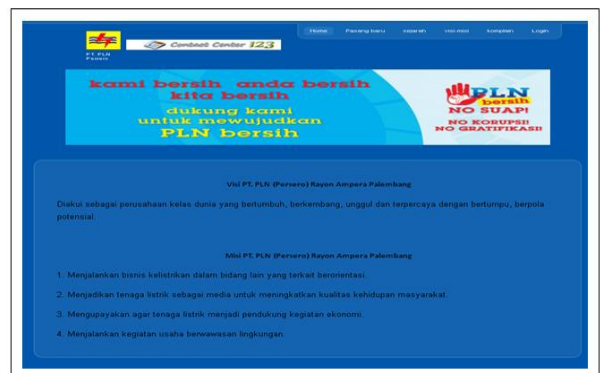 Home Pasang baru sejarah visi-misi komplien Login
Contact Center 123
PT PLN
Persero
kami bersih anda bersih
kita bersih
dukung kami
untuk mewujudkan
PLN bersih
PLN
bersih
NO SUAP!
NO KORUPSI!
NO GRATIFIKASI!
Visi PT. PLN (Persero) Rayon Ampera Palembang
Diakui sebagai perusahaan kelas dunia yang bertumbuh, berkembang, unggul dan terpercaya dengan bertumpu, berpola
potensial.
Misi PT. PLN (Persero) Rayon Ampera Palembang
1. Menjalankan bisnis kelistrikan dalam bidang lain yang terkait berorientasi.
2. Menjadikan tenaga listrik sebagai media untuk meningkatkan kualitas kehidupan masyarakat.
3. Mengupayakan agar tenaga listrik menjadi pendukung kegiatan ekonomi.
4. Menjalankan kegiatan usaha berwawasan lingkungan.